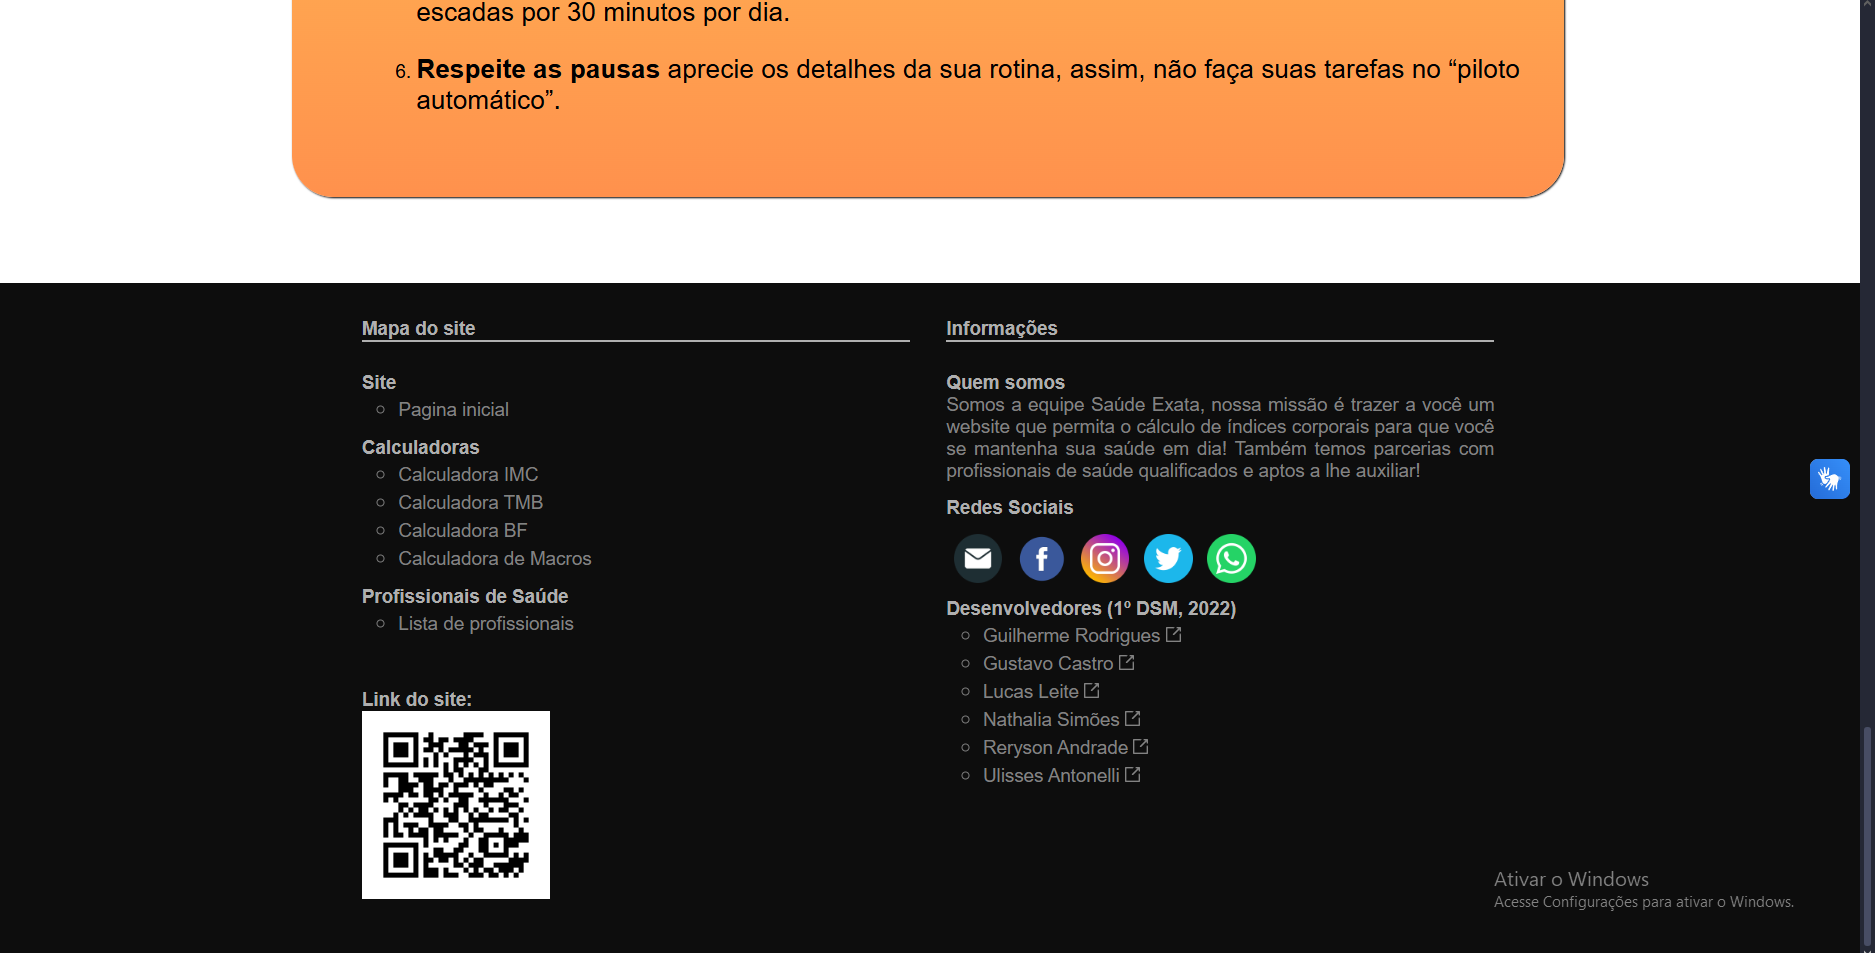 escadas por 30 minutos por dia.
6. Respeite as pausas aprecie os detalhes da sua rotina, assim, não faça suas tarefas no “piloto
automático”.
Mapa do site
Site
Pagina inicial
Calculadoras
Calculadora IMC
Calculadora TMB
Calculadora BF
Calculadora de Macros
Profissionais de Saúde
Lista de profissionais
Link do site:
Informações
Quem somos
Somos a equipe Saúde Exata, nossa missão é trazer a você um
website que permita o cálculo de índices corporais para que você
se mantenha sua saúde em dia! Também temos parcerias com
profissionais de saúde qualificados e aptos a lhe auxiliar!
Redes Sociais
Desenvolvedores (1º DSM, 2022)
Guilherme Rodrigues
Gustavo Castro
Lucas Leite
Nathalia Simões
Reryson Andrade
Ulisses Antonelli
Ativar o Windows
Acesse Configurações para ativar o Windows.